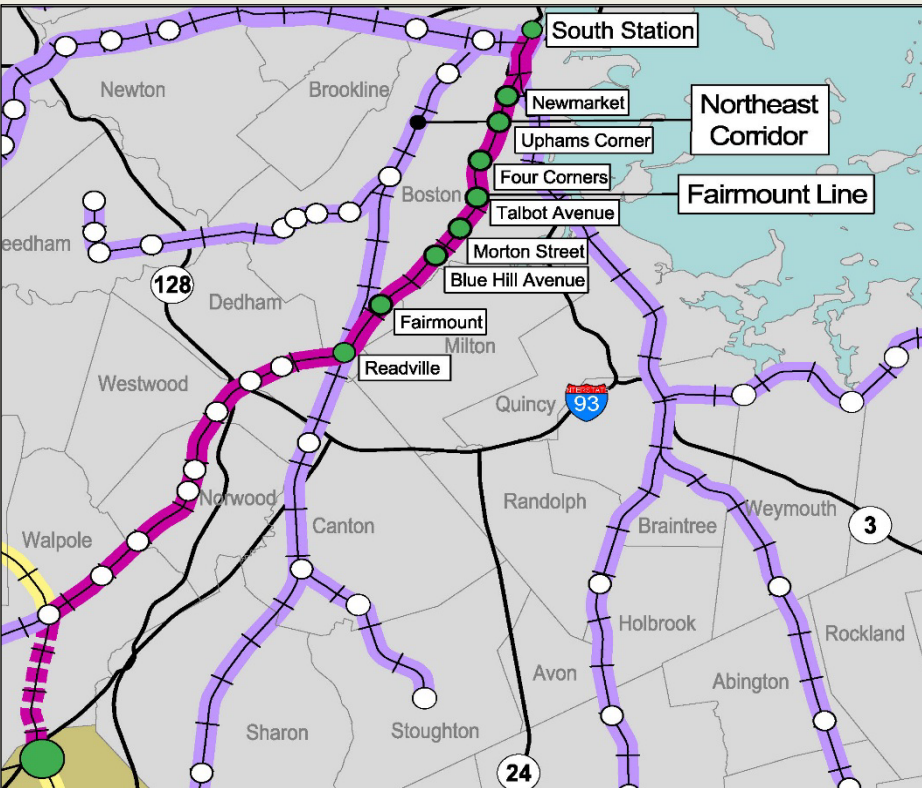 South Station
Newton
Brookline
Newmarket
Northeast
Corridor
Uphams Corner
Four Corners
Boston
Fairmount Line
Talbot Avenue
eedham
Morton Street
Blue Hill Avenue
128
Dedham
Fairmount
Milton
Readville
Westwood
Quincy
INTERSTATE
93
Norwood
Randolph
Weymouth
Canton
Braintree
3
Walpole
Holbrook
Rockland
Avon
Abington
Sharon
Stoughton
24